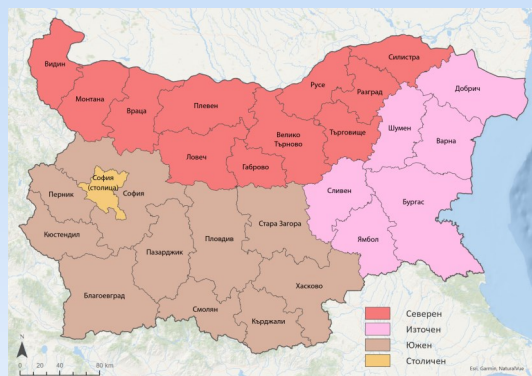 Видин
Монтана
Враца
Плевен
Ловеч
Габрово
Велико
Търново
Русе
Разград
Силистра
Търговище
Шумен
Добрич
Варна
Бургас
Сливен
Ямбол
София
(столица)
София
Перник
Кюстендил
Благоевград
Пазарджик
Пловдив
Смолян
Стара Загора
Хасково
Кърджали
Северен
Източен
Южен
Столичен
0 20 40 80 km
Esri, Garmin, NaturalVue